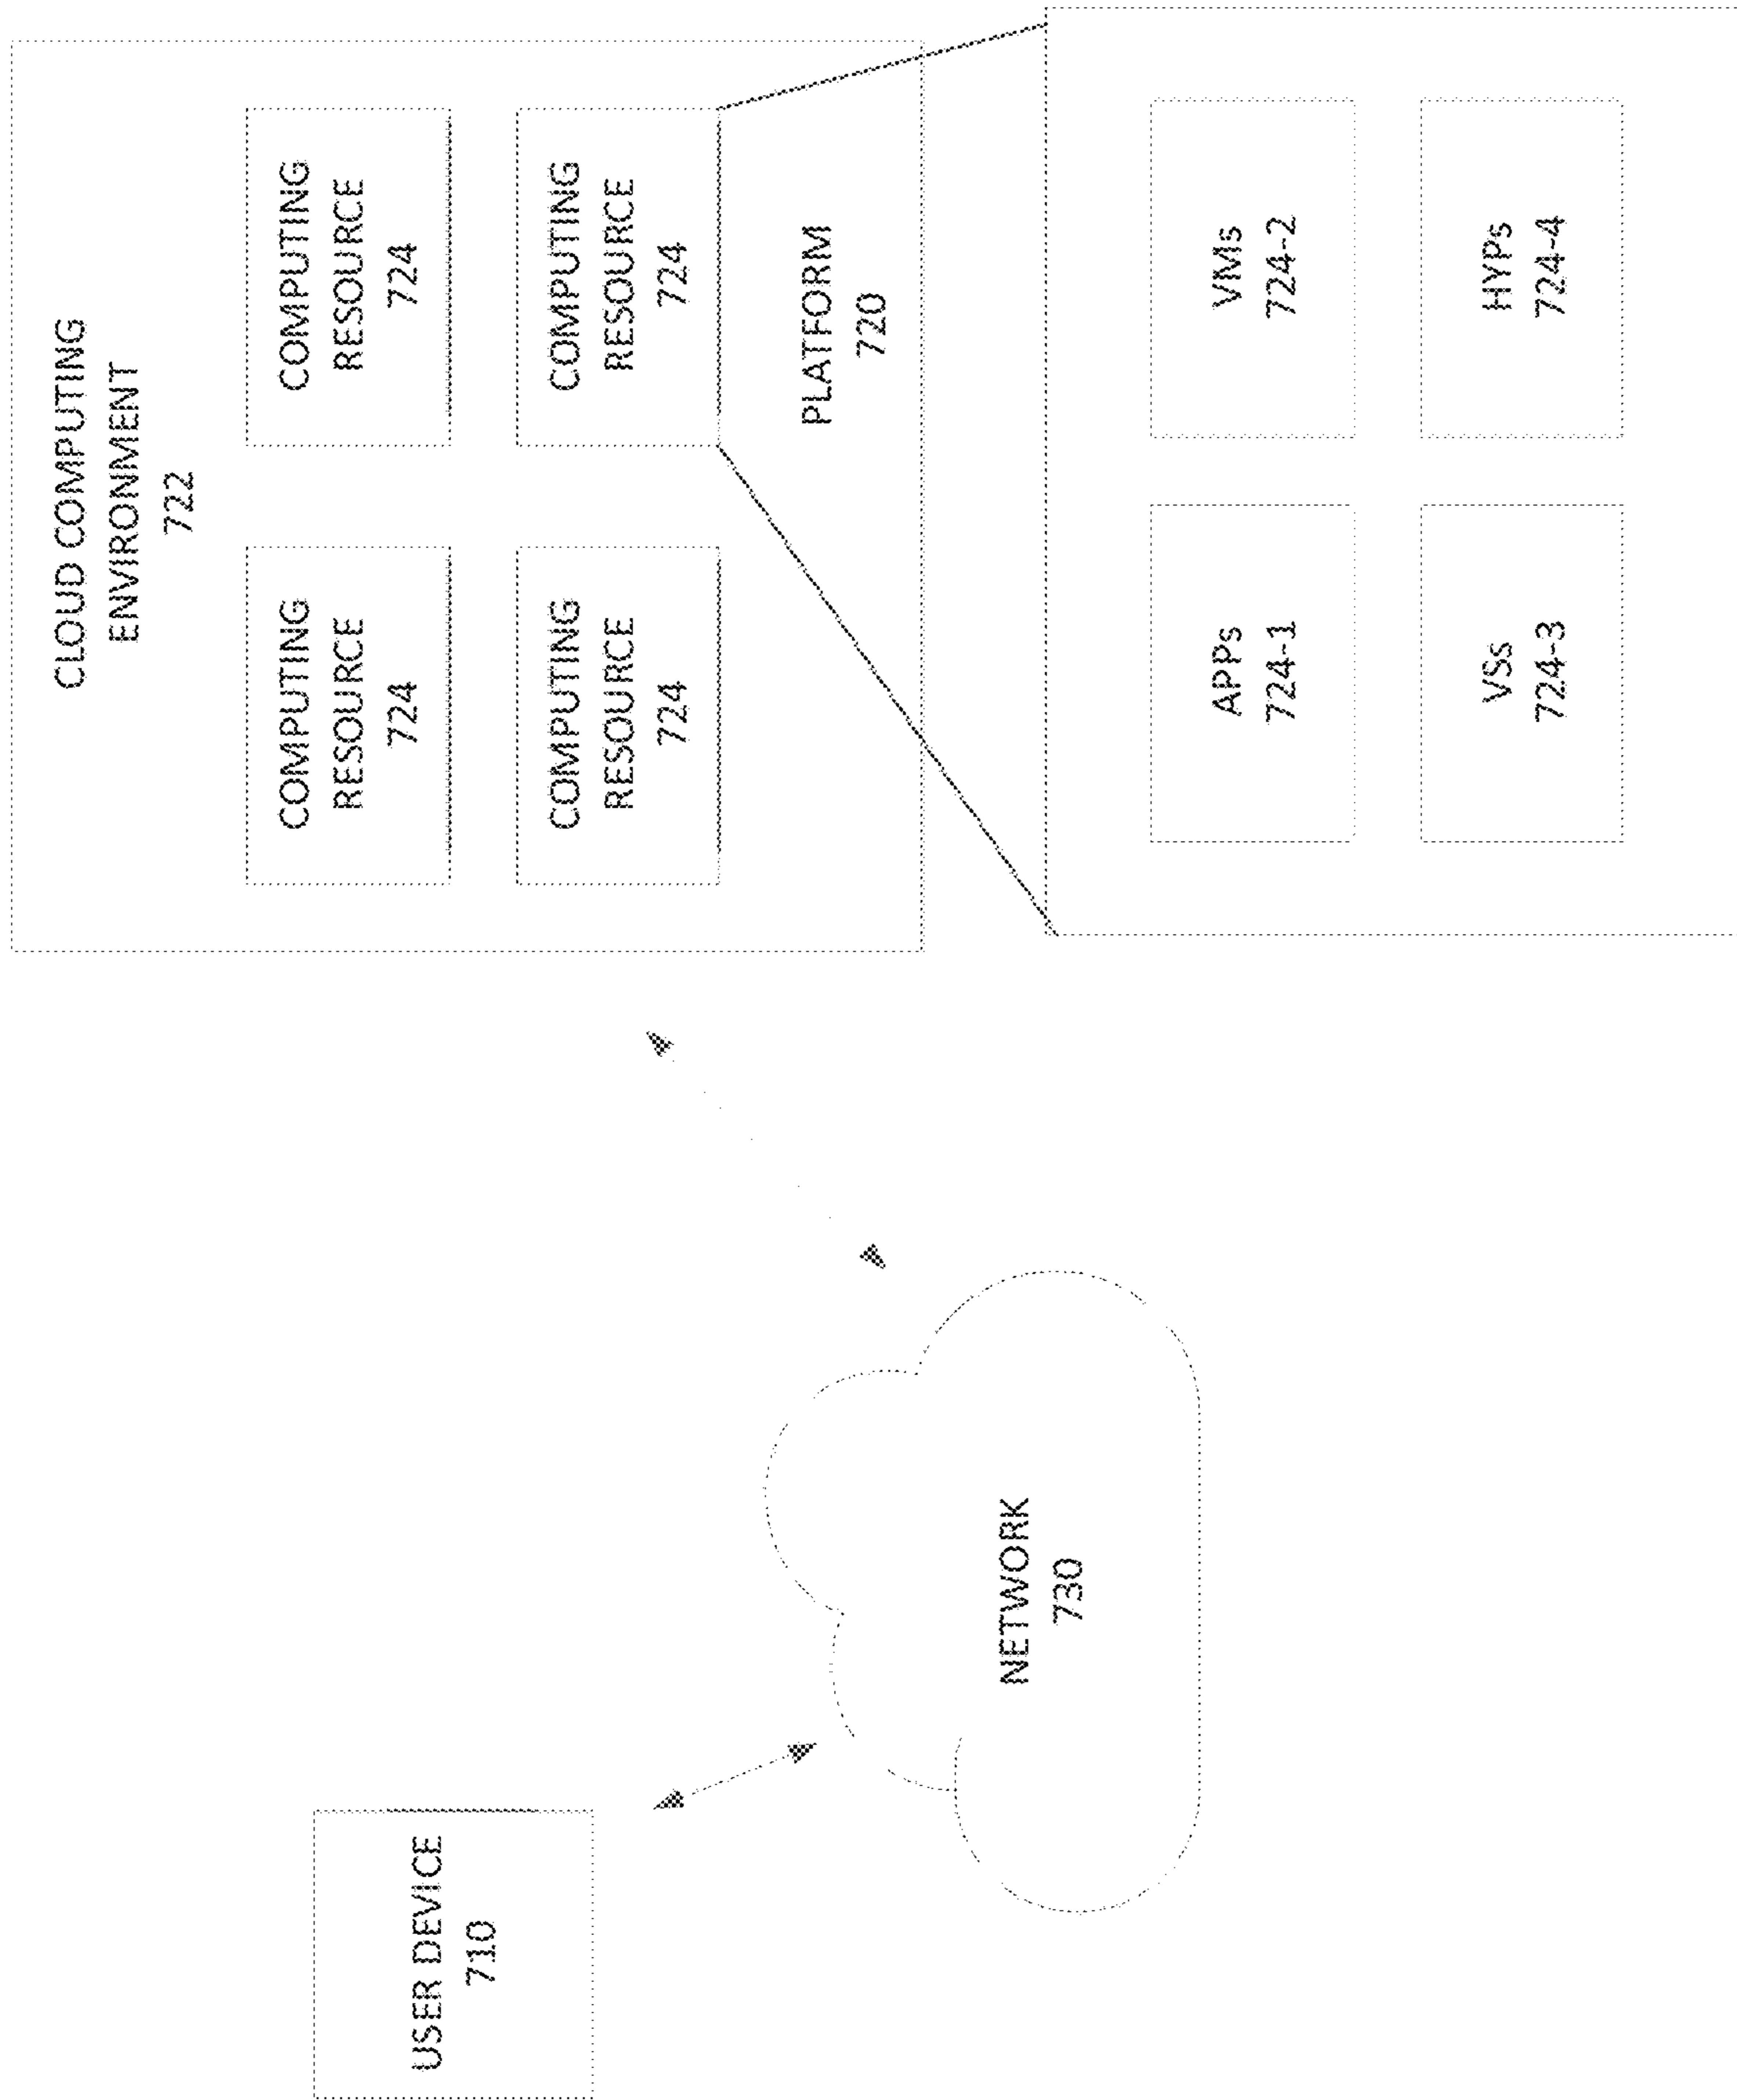 CLOUD COMPUTING
ENVIRONMENT
722
COMPUTING
RESOURCE
724
COMPUTING
RESOURCE
724
COMPUTING
RESOURCE
724
COMPUTING
RESOURCE
724
PLATFORM
720
USER DEVICE
710
NETWORK
730
APPs
724-1
VMs
724-2
VSs
724-3
HYPs
724-4